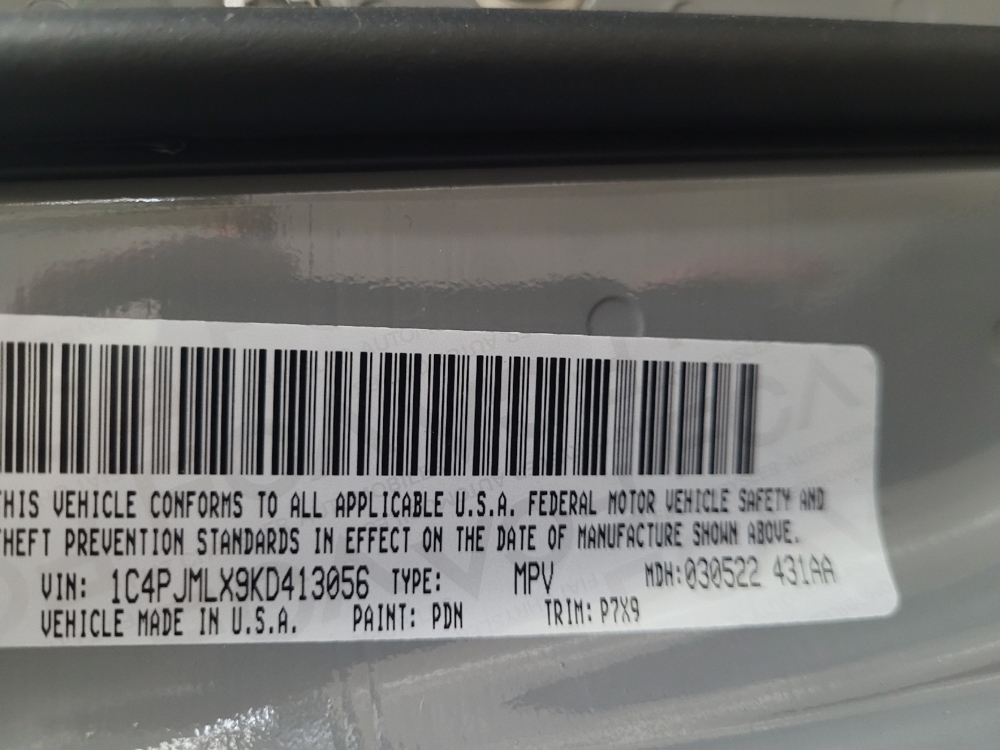 THIS VEHICLE CONFORMS TO ALL APPLICABLE U.S.A. FEDERAL MOTOR VEHICLE SAFETY AND
THEFT PREVENTION STANDARDS IN EFFECT ON THE DATE OF MANUFACTURE SHOWN ABOVE.
VIN: 1C4PJMLX9KD413056 TYPE: MPV MDH:030522 431AA
VEHICLE MADE IN U.S.A. PAINT: PDN TRIM: P7X9